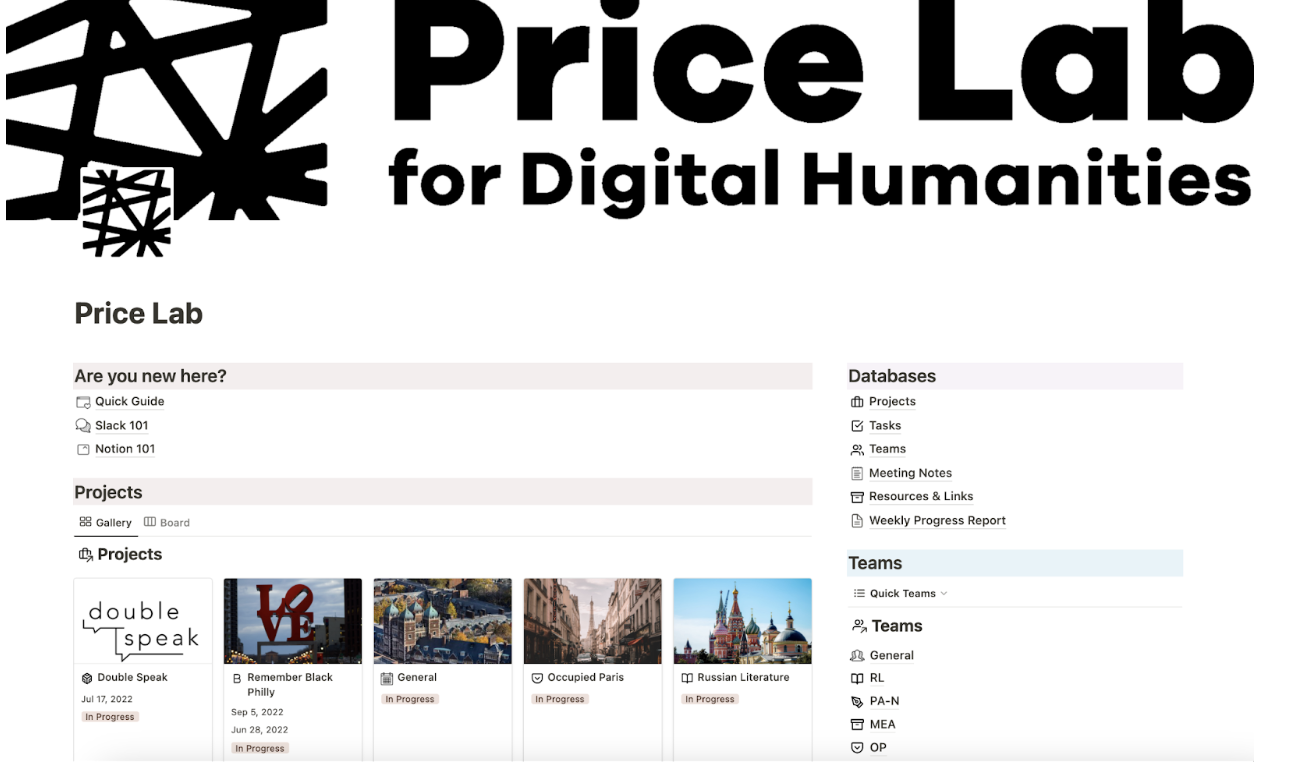 Price Lab
for Digital Humanities
Price Lab
Are you new here?
Quick Guide
Slack 101
Notion 101
Projects
Gallery
Board
Projects
double
speak
Double Speak
Jul 17, 2022
In Progress
LOVE
Remember Black
Philly
Sep 5, 2022
Jun 28, 2022
In Progress
General
In Progress
Occupied Paris
In Progress
Russian Literature
In Progress
Databases
Projects
Tasks
Teams
Meeting Notes
Resources & Links
Weekly Progress Report
Teams
Quick Teams
Teams
General
RL
PA-N
MEA
OP